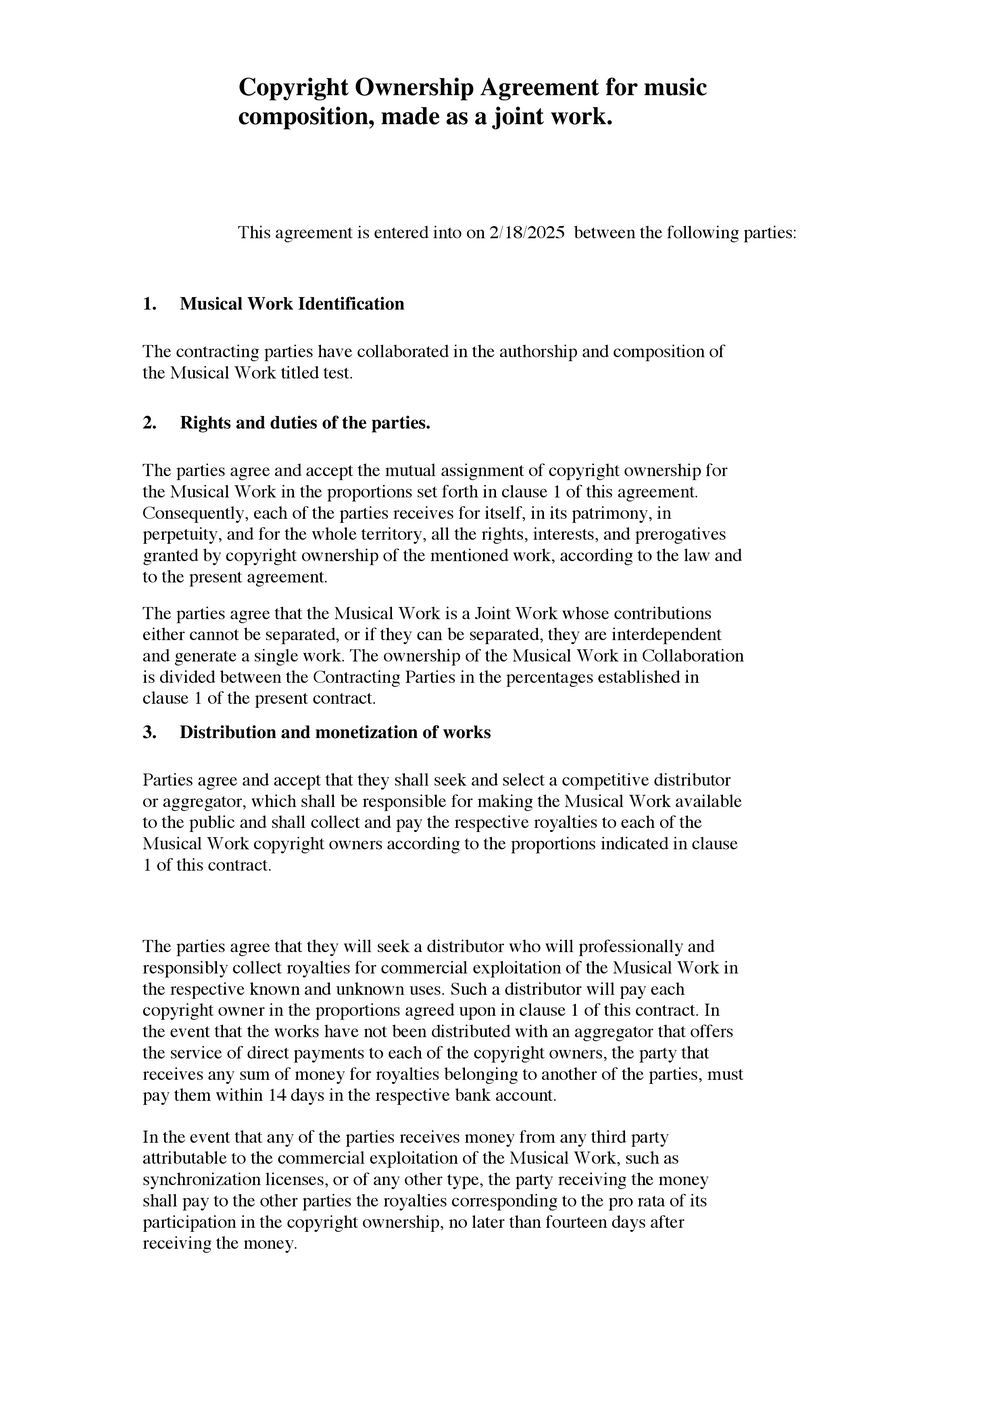 Copyright Ownership Agreement for music
composition, made as a joint work.
This agreement is entered into on 2/18/2025  between the following parties:
1. Musical Work Identification
The contracting parties have collaborated in the authorship and composition of
the Musical Work titled test.
2. Rights and duties of the parties.
The parties agree and accept the mutual assignment of copyright ownership for
the Musical Work in the proportions set forth in clause 1 of this agreement.
Consequently, each of the parties receives for itself, in its patrimony, in
perpetuity, and for the whole territory, all the rights, interests, and prerogatives
granted by copyright ownership of the mentioned work, according to the law and
to the present agreement.
The parties agree that the Musical Work is a Joint Work whose contributions
either cannot be separated, or if they can be separated, they are interdependent
and generate a single work. The ownership of the Musical Work in Collaboration
is divided between the Contracting Parties in the percentages established in
clause 1 of the present contract.
3. Distribution and monetization of works
Parties agree and accept that they shall seek and select a competitive distributor
or aggregator, which shall be responsible for making the Musical Work available
to the public and shall collect and pay the respective royalties to each of the
Musical Work copyright owners according to the proportions indicated in clause
1 of this contract.
The parties agree that they will seek a distributor who will professionally and
responsibly collect royalties for commercial exploitation of the Musical Work in
the respective known and unknown uses. Such a distributor will pay each
copyright owner in the proportions agreed upon in clause 1 of this contract. In
the event that the works have not been distributed with an aggregator that offers
the service of direct payments to each of the copyright owners, the party that
receives any sum of money for royalties belonging to another of the parties, must
pay them within 14 days in the respective bank account.
In the event that any of the parties receives money from any third party
attributable to the commercial exploitation of the Musical Work, such as
synchronization licenses, or of any other type, the party receiving the money
shall pay to the other parties the royalties corresponding to the pro rata of its
participation in the copyright ownership, no later than fourteen days after
receiving the money.